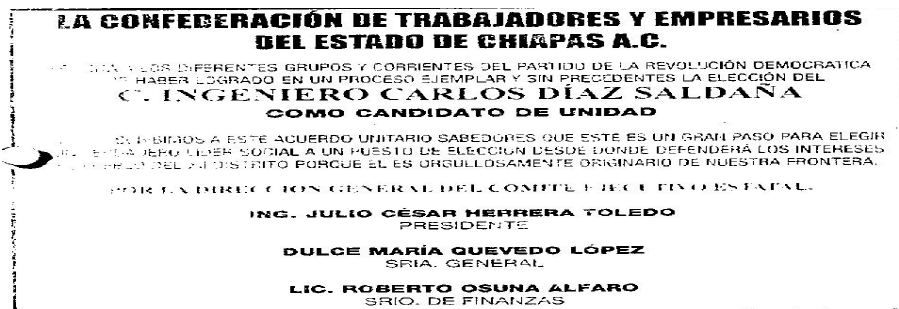 LA CONFEDERACIÓN DE TRABAJADORES Y EMPRESARIOS
DEL ESTADO DE CHIAPAS A.C.
A LOS DIFERENTES GRUPOS Y CORRIENTES DEL PARTIDO DE LA REVOLUCIÓN DEMOCRATICA
HABER LOGRADO EN UN PROCESO EJEMPLAR Y SIN PRECEDENTES LA ELECCIÓN DEL
C. INGENIERO CARLOS DÍAZ SALDAÑA
COMO CANDIDATO DE UNIDAD
A ESTE ACUERDO UNITARIO SABEDORES QUE ESTE ES UN GRAN PASO PARA ELEGIR
LIDER SOCIAL A UN PUESTO DE ELECCION DESDE DONDE DEFENDERÁ LOS INTERESES
DISTRITO PORQUE EL ES ORGULLOSAMENTE ORIGINARIO DE NUESTRA FRONTERA.
POR LA DIRECCION GENERAL DEL COMITE EJECUTIVO ESTATAL.
ING. JULIO CÉSAR HERRERA TOLEDO
PRESIDENTE
DULCE MARÍA QUEVEDO LÓPEZ
SRIA. GENERAL
LIC. ROBERTO OSUNA ALFARO
SRIO. DE FINANZAS